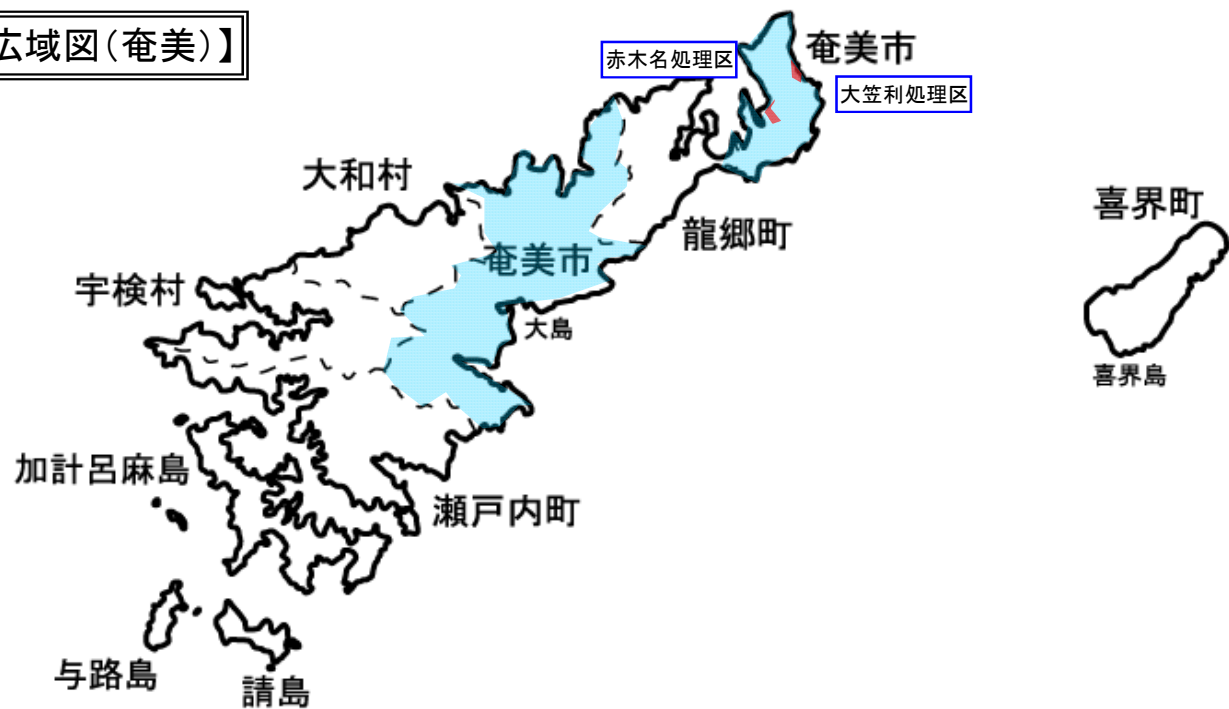 広域図(奄美)】
赤木名処理区
奄美市
大笠利処理区
大和村
喜界町
龍郷町
奄美市
宇検村
大島
喜界島
加計呂麻島
瀬戸内町
与路島
請島